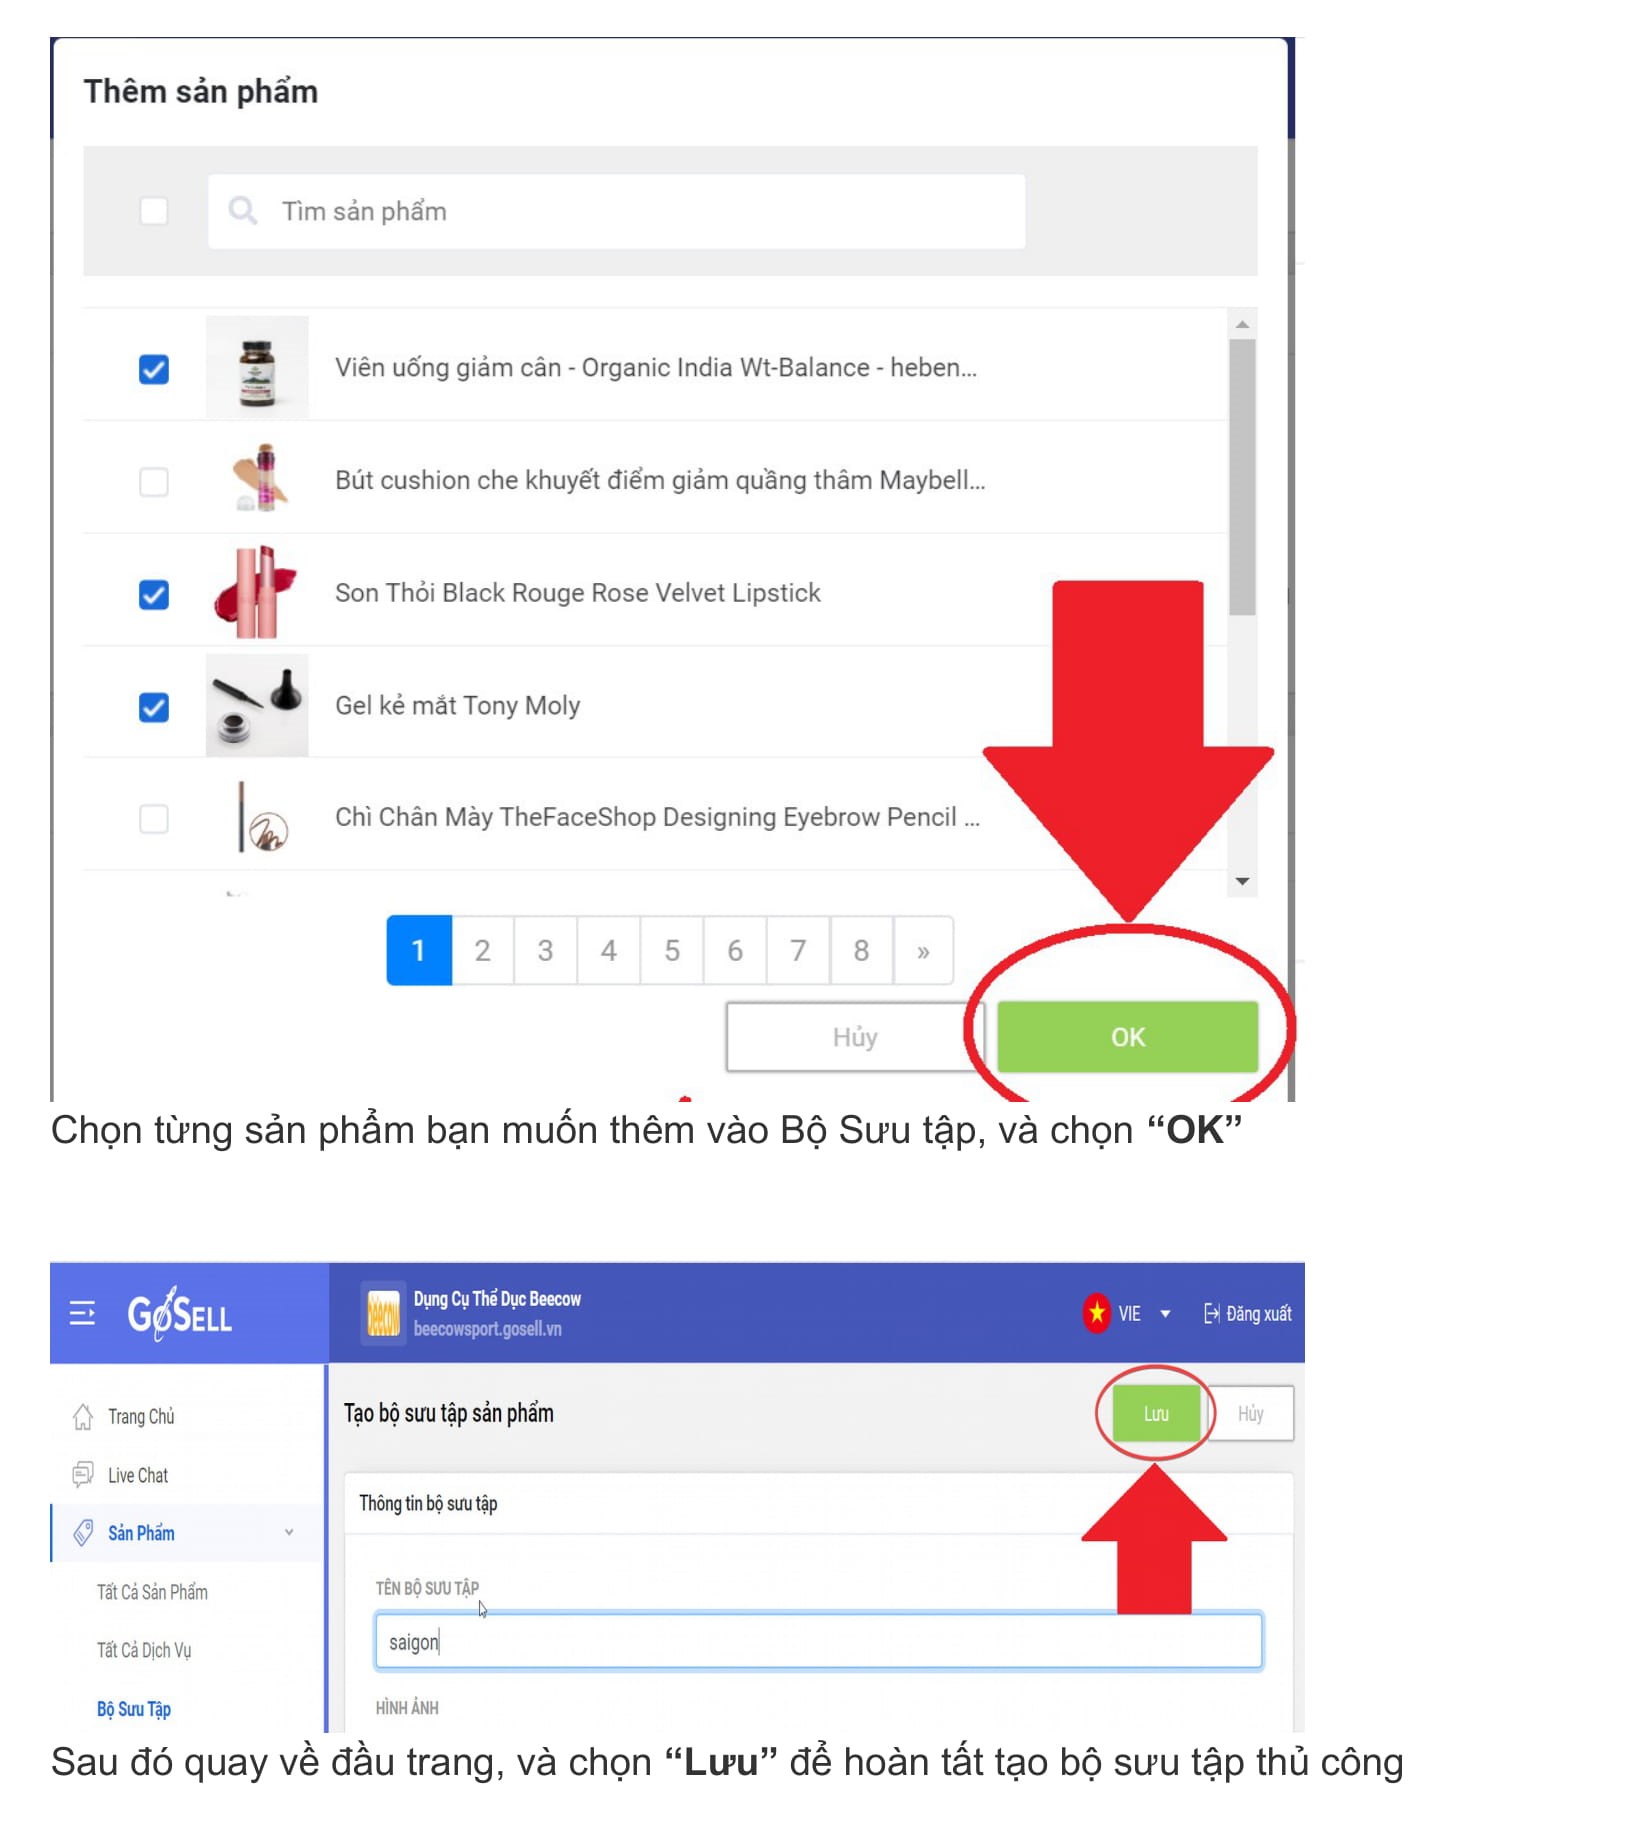 Thêm sản phẩm
Tìm sản phẩm
Viên uống giảm cân - Organic India Wt-Balance - heben...
Bút cushion che khuyết điểm giảm quầng thâm Maybell...
Son Thỏi Black Rouge Rose Velvet Lipstick
Gel kẻ mắt Tony Moly
Chì Chân Mày TheFaceShop Designing Eyebrow Pencil ...
1 2 3 4 5 6 7 8 »
Hủy OK
Chọn từng sản phẩm bạn muốn thêm vào Bộ Sưu tập, và chọn “OK”
GoSELL
beecow
Dụng Cụ Thể Dục Beecow
beecowsport.gosell.vn
VIE
Đăng xuất
Trang Chủ
Live Chat
Sản Phẩm
Tất Cả Sản Phẩm
Tất Cả Dịch Vụ
Bộ Sưu Tập
Tạo bộ sưu tập sản phẩm
Lưu Hủy
Thông tin bộ sưu tập
TÊN BỘ SƯU TẬP
saigon
HÌNH ẢNH
Sau đó quay về đầu trang, và chọn “Lưu” để hoàn tất tạo bộ sưu tập thủ công